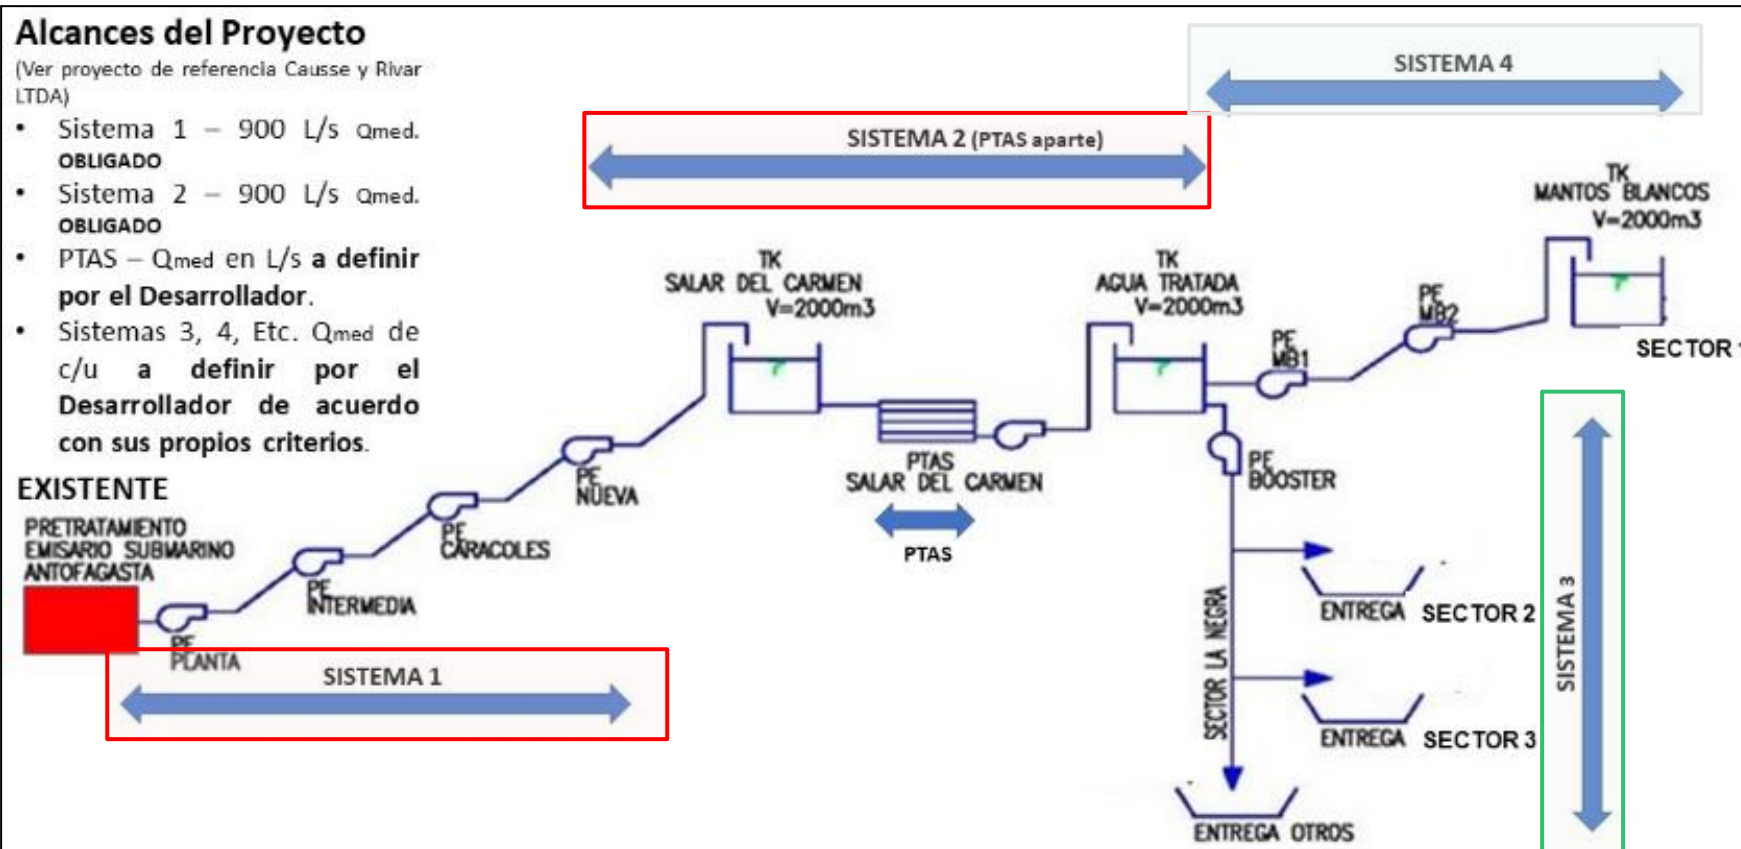 Alcances del Proyecto
(Ver proyecto de referencia Causse y Rivar
LTDA)
• Sistema 1 – 900 L/s Qmed.
OBLIGADO
• Sistema 2 – 900 L/s Qmed.
OBLIGADO
• PTAS – Qmed en L/s a definir
por el Desarrollador.
• Sistemas 3, 4, Etc. Qmed de
c/u a definir por el
Desarrollador de acuerdo
con sus propios criterios.
EXISTENTE
PRETRATAMIENTO
EMISARIO SUBMARINO
ANTOFAGASTA
PE
PLANTA
PE
INTERMEDIA
PE
CARACOLES
PE
NUEVA
SISTEMA 1
SISTEMA 2 (PTAS aparte)
SISTEMA 4
TK
SALAR DEL CARMEN
V=2000m3
PTAS
SALAR DEL CARMEN
PTAS
TK
AGUA TRATADA
V=2000m3
PE
MB1
PE
MB2
TK
MANTOS BLANCOS
V=2000m3
SECTOR 1
PE
BOOSTER
SECTOR LA NEGRA
ENTREGA SECTOR 2
ENTREGA SECTOR 3
ENTREGA OTROS
SISTEMA 3